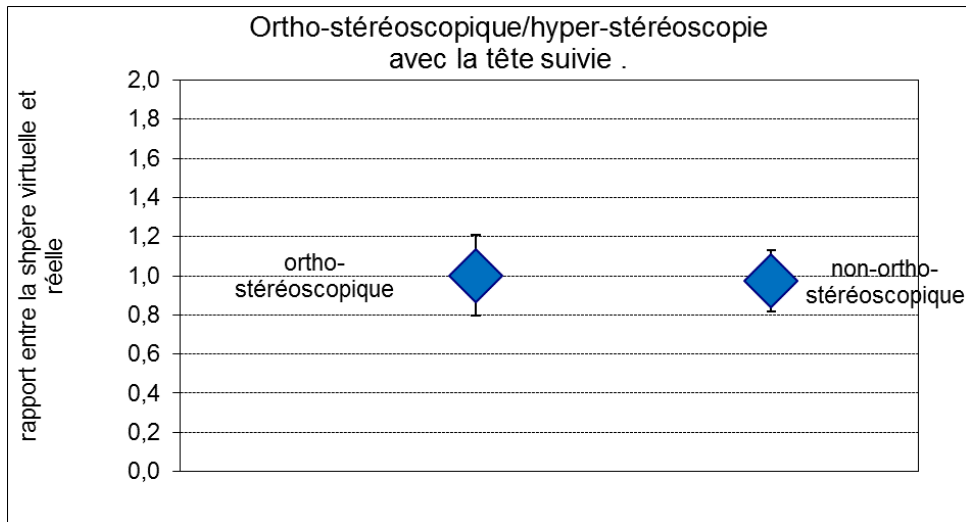 Ortho-stéréoscopique/hyper-stéréoscopie
avec la tête suivie .
rapport entre la shpère virtuelle et
réelle
2,0
1,8
1,6
1,4
1,2
1,0
0,8
0,6
0,4
0,2
0,0
ortho-
stéréoscopique
non-ortho-
stéréoscopique